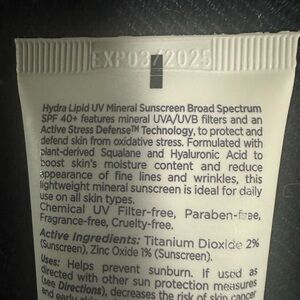 EXP03/2025
Hydra Lipid UV Mineral Sunscreen Broad Spectrum
SPF 40+ features mineral UVA/UVB filters and an
Active Stress Defense™ Technology, to protect and
defend skin from oxidative stress. Formulated with
plant-derived Squalane and Hyaluronic Acid to
boost skin's moisture content and reduce
appearance of fine lines and wrinkles, this
lightweight mineral sunscreen is ideal for daily
use on all skin types.
Chemical UV Filter-free, Paraben-free,
Fragrance-free, Cruelty-free.
Active Ingredients: Titanium Dioxide 2%
(Sunscreen), Zinc Oxide 1% (Sunscreen).
Uses: Helps prevent sunburn. If used as
directed with other sun protection measures
(see Directions), decreases the risk of skin cancer
and early